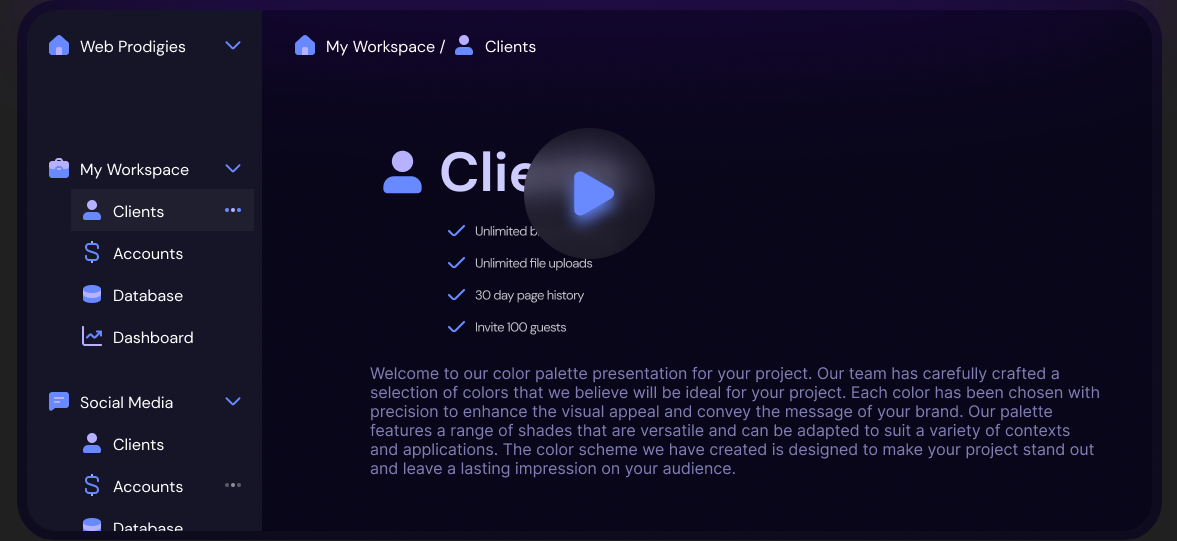 Web Prodigies
My Workspace
Clients
Accounts
Database
Dashboard
Social Media
Clients
Accounts
Database
My Workspace / Clients
Unlimited
Unlimited file uploads
30 day page history
Invite 100 guests
Welcome to our color palette presentation for your project. Our team has carefully crafted a
selection of colors that we believe will be ideal for your project. Each color has been chosen with
precision to enhance the visual appeal and convey the message of your brand. Our palette
features a range of shades that are versatile and can be adapted to suit a variety of contexts
and applications. The color scheme we have created is designed to make your project stand out
and leave a lasting impression on your audience.